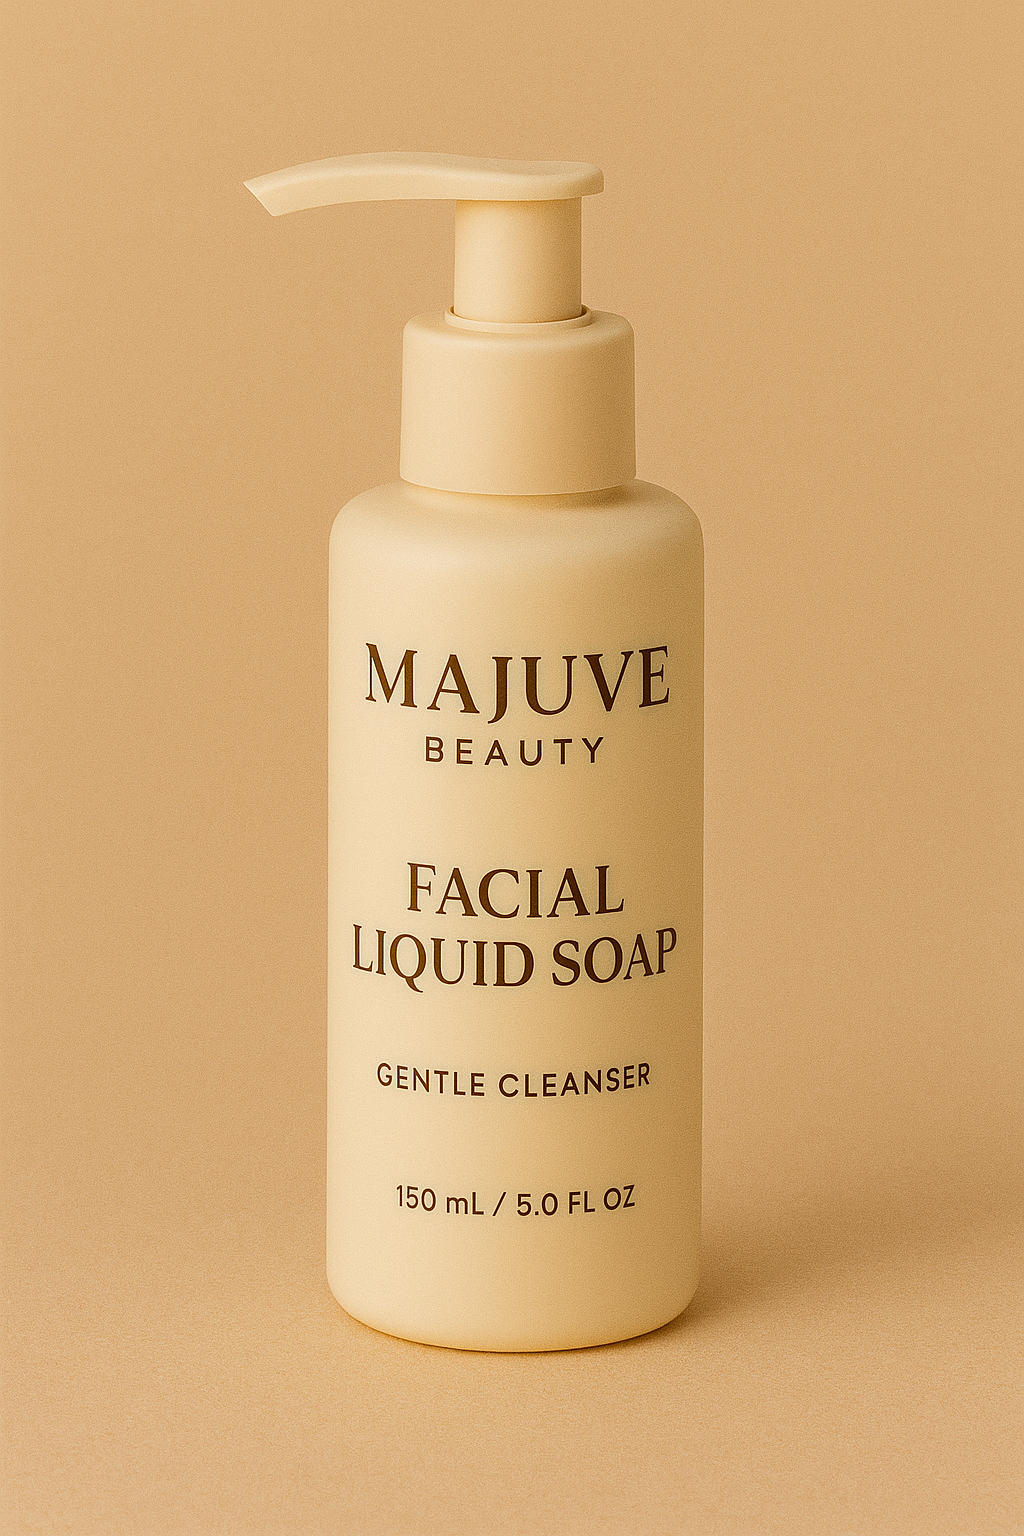 MAJUVE
BEAUTY
FACIAL
LIQUID SOAP
GENTLE CLEANSER
150 mL / 5.0 FL OZ